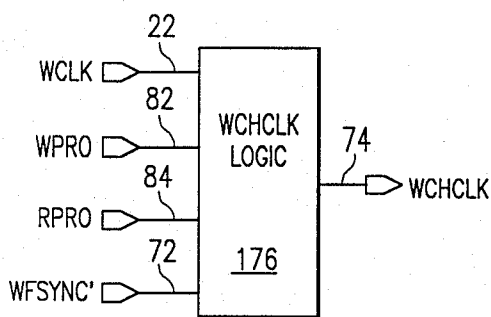 22
WCLK
82
WPRO
WCHCLK
LOGIC
74
WCHCLK
84
RPRO
176
72
WFSYNC'